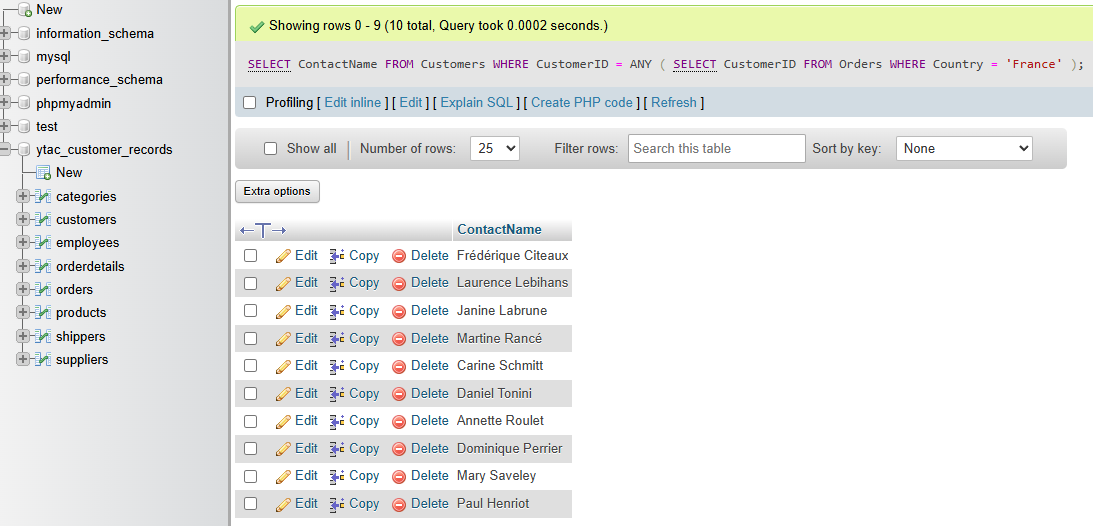 New
information_schema
mysql
performance_schema
phpmyadmin
test
ytac_customer_records
New
categories
customers
employees
orderdetails
orders
products
shippers
suppliers
Showing rows 0 - 9 (10 total, Query took 0.0002 seconds.)
SELECT ContactName FROM Customers WHERE CustomerID = ANY ( SELECT CustomerID FROM Orders WHERE Country = 'France' );
Profiling [ Edit inline ] [ Edit ] [ Explain SQL ] [ Create PHP code ] [ Refresh ]
Show all | Number of rows: 25 Filter rows: Search this table Sort by key: None
Extra options
←T→ ContactName
Edit Copy Delete Frédérique Citeaux
Edit Copy Delete Laurence Lebihans
Edit Copy Delete Janine Labrune
Edit Copy Delete Martine Rancé
Edit Copy Delete Carine Schmitt
Edit Copy Delete Daniel Tonini
Edit Copy Delete Annette Roulet
Edit Copy Delete Dominique Perrier
Edit Copy Delete Mary Saveley
Edit Copy Delete Paul Henriot